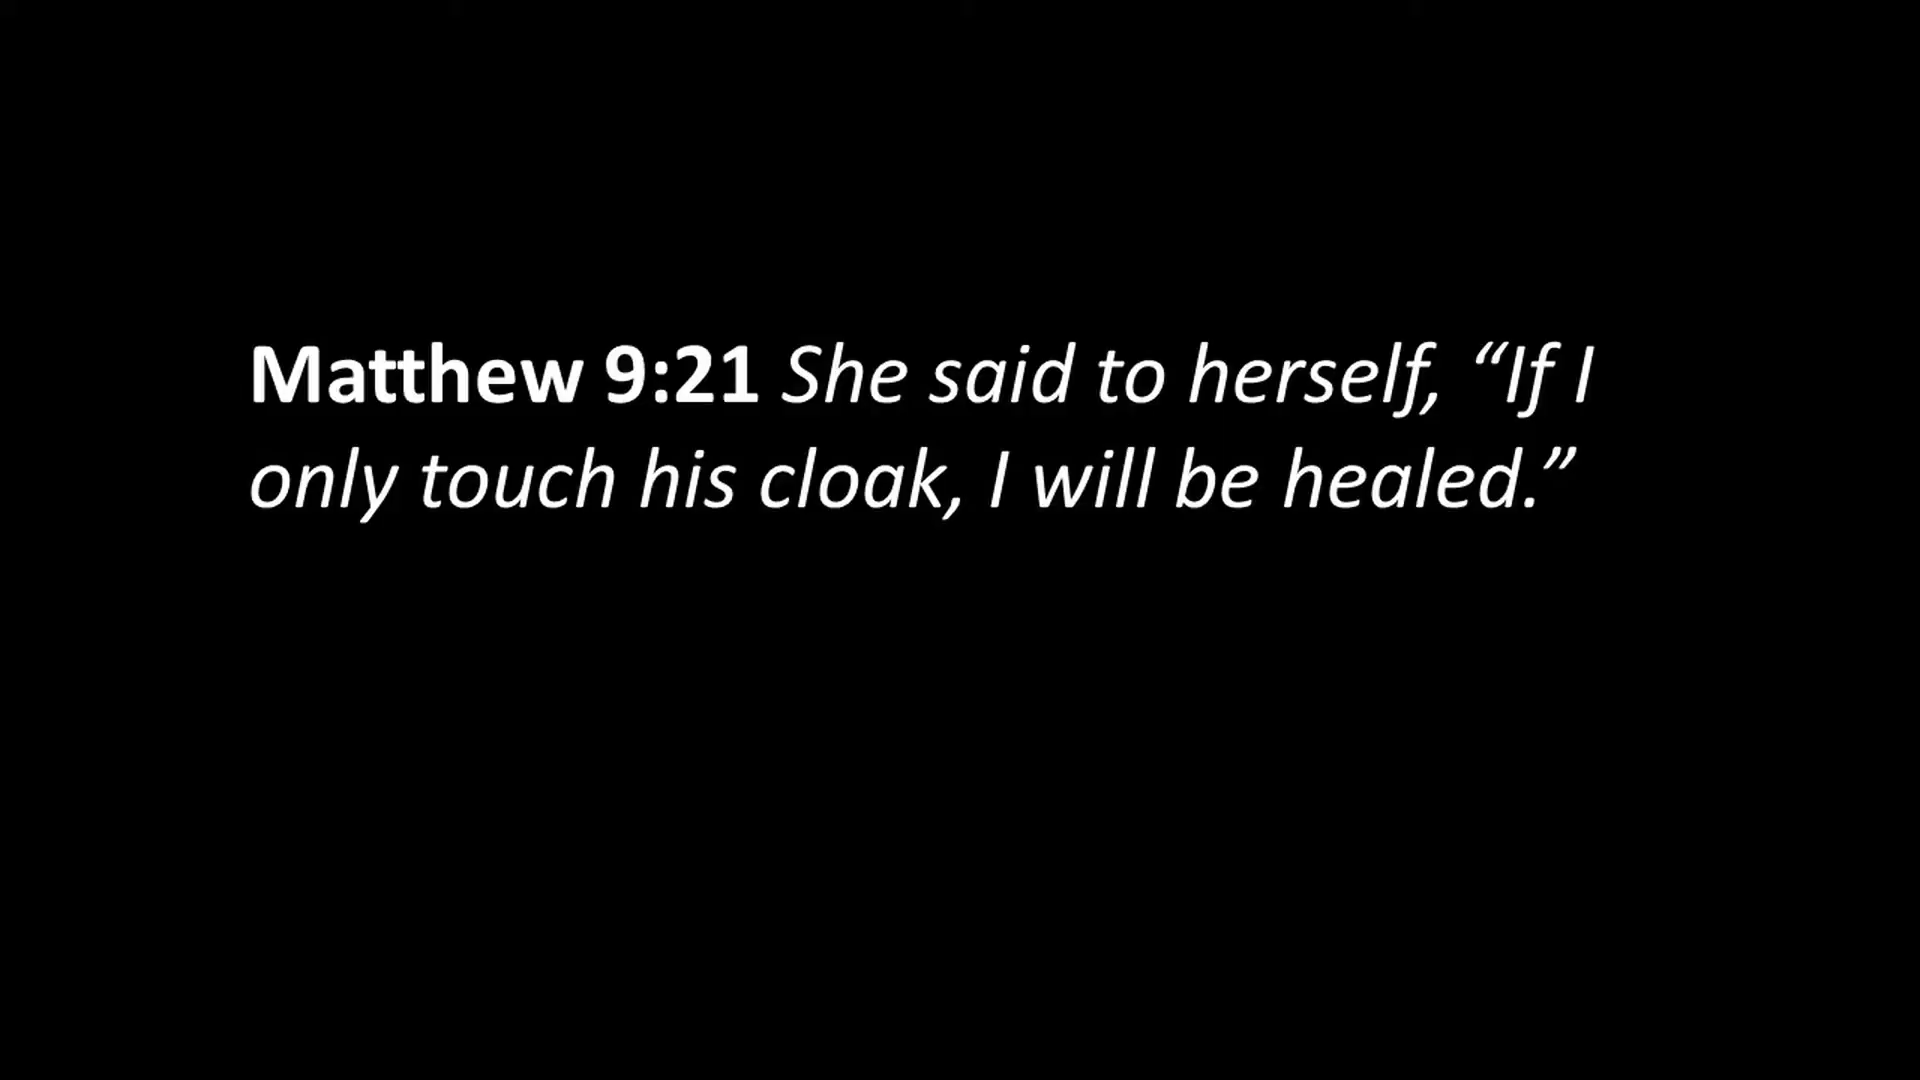 Matthew 9:21 She said to herself, “If I
only touch his cloak, I will be healed.”